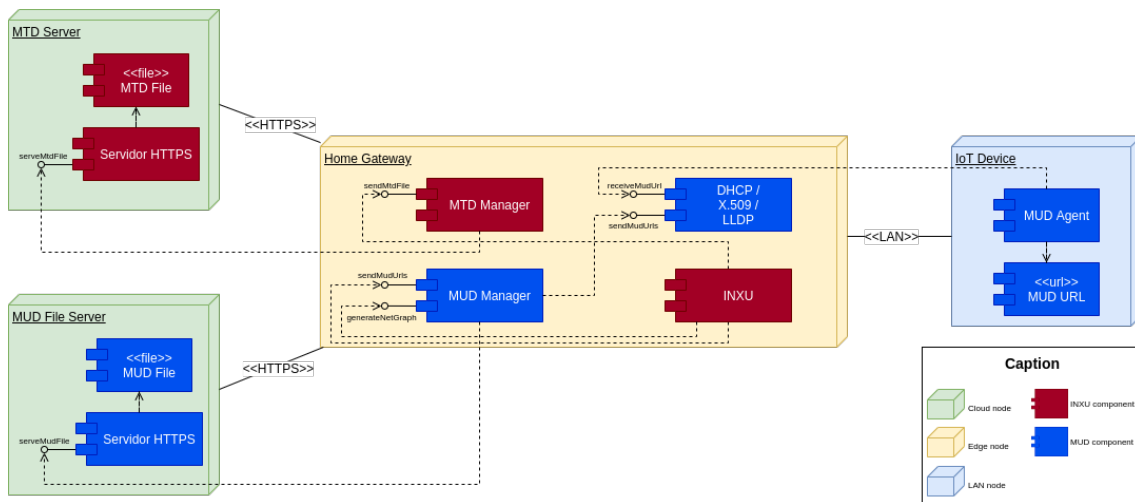 MTD Server
<<file>>
MTD File
serveMtdFile
Servidor HTTPS
<<HTTPS>>
Home Gateway
sendMtdFile
MTD Manager
receiveMudUrl
sendMudUrls
DHCP /
X.509 /
LLDP
sendMudUrls
generateNetGraph
MUD Manager
INXU
<<LAN>>
IoT Device
MUD Agent
<<url>>
MUD URL
MUD File Server
<<file>>
MUD File
serveMudFile
Servidor HTTPS
<<HTTPS>>
Caption
Cloud node
INXU component
Edge node
MUD component
LAN node